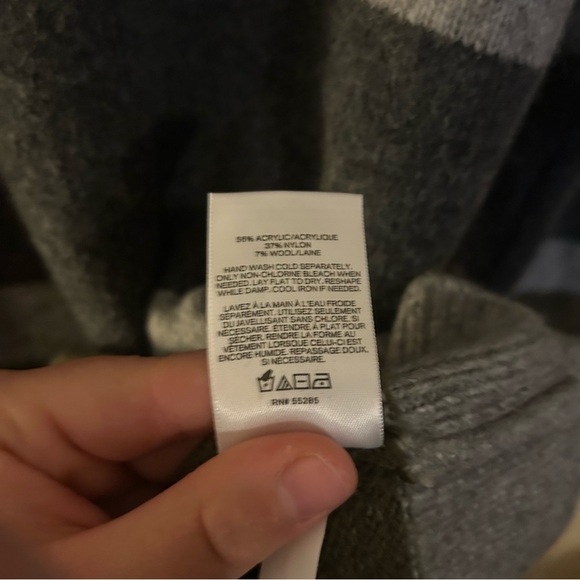 56% ACRYLIC/ACRYLIQUE
37% NYLON
7% WOOL/LAINE
HAND WASH COLD SEPARATELY.
ONLY NON-CHLORINE BLEACH WHEN
NEEDED. LAY FLAT TO DRY, RESHAPE
WHILE DAMP. COOL IRON IF NEEDED.
LAVEZ À LA MAIN À L'EAU FROIDE
SÉPARÉMENT. UTILISEZ SEULEMENT
DU JAVELLISANT SANS CHLORE, SI
NÉCESSAIRE. ÉTENDRE À PLAT POUR
SÉCHER. RENDRE LA FORME AU
VÊTEMENT LORSQUE CELUI-CI EST
ENCORE HUMIDE. REPASSAGE DOUX,
SI NÉCESSAIRE.
RN# 55285